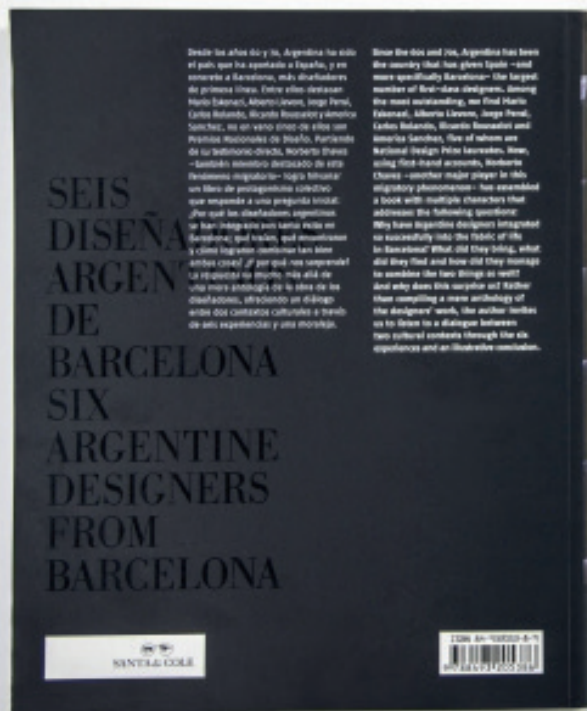 Desde los años 60 y 70, Argentina ha sido
el país que ha aportado a España, y en
concreto a Barcelona, más diseñadores
de primera línea. Entre ellos destacan
Mario Eskenazi, Alberto Lievore, Jorge Pensi,
Carlos Rolando, Ricardo Rousselot y America
Sanchez, no en vano cinco de ellos son
Premios Nacionales de Diseño. Partiendo
de su testimonio directo, Norberto Chaves
–también miembro destacado de este
fenómeno migratorio– logra hilvanar
un libro de protagonismo colectivo
que responde a una pregunta inicial:
¿Por qué los diseñadores argentinos
se han integrado con tanto éxito en
Barcelona, qué traían, qué encontraron
y cómo lograron combinar tan bien
ambas cosas? ¿Y por qué nos sorprende?
La respuesta va mucho más allá de
una mera antología de la obra de los
diseñadores, ofreciendo un diálogo
entre dos contextos culturales a través
de seis experiencias y una moraleja.
Since the 60s and 70s, Argentina has been
the country that has given Spain –and
more specifically Barcelona– the largest
number of first-class designers. Among
the most outstanding, we find Mario
Eskenazi, Alberto Lievore, Jorge Pensi,
Carlos Rolando, Ricardo Rousselot and
America Sanchez, five of whom are
National Design Prize laureates. Now,
using first-hand accounts, Norberto
Chaves –another major player in this
migratory phenomenon– has assembled
a book with multiple characters that
addresses the following questions:
Why have Argentine designers integrated
so successfully into the fabric of life
in Barcelona? What did they bring, what
did they find and how did they manage
to combine the two things so well?
And why does this surprise us? Rather
than compiling a mere anthology of
the designers' work, the author invites
us to listen to a dialogue between
two cultural contexts through the six
experiences and an illustrative conclusion.
SEIS
DISEÑADORES
ARGENTINOS
DE
BARCELONA
SIX
ARGENTINE
DESIGNERS
FROM
BARCELONA
SANTA & COLE
ISBN